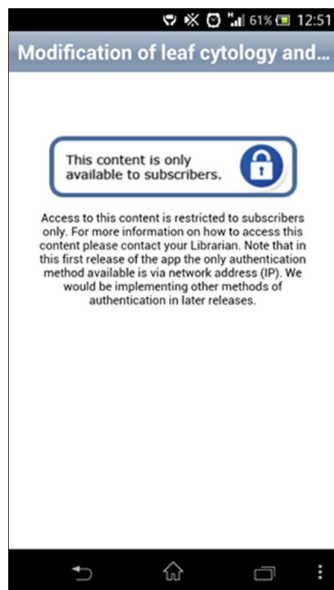 61% 12:51
Modification of leaf cytology and...
This content is only
available to subscribers.
Access to this content is restricted to subscribers
only. For more information on how to access this
content please contact your Librarian. Note that in
this first release of the app the only authentication
method available is via network address (IP). We
would be implementing other methods of
authentication in later releases.